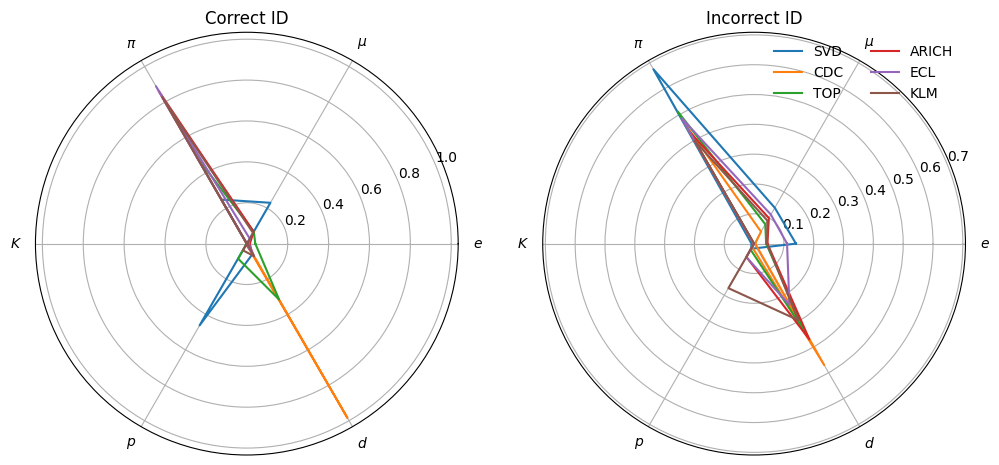 Correct ID
π
μ
K
e
p
d
0.2
0.4
0.6
0.8
1.0
Incorrect ID
π
μ
K
e
p
d
0.1
0.2
0.3
0.4
0.5
0.6
0.7
SVD
CDC
TOP
ARICH
ECL
KLM